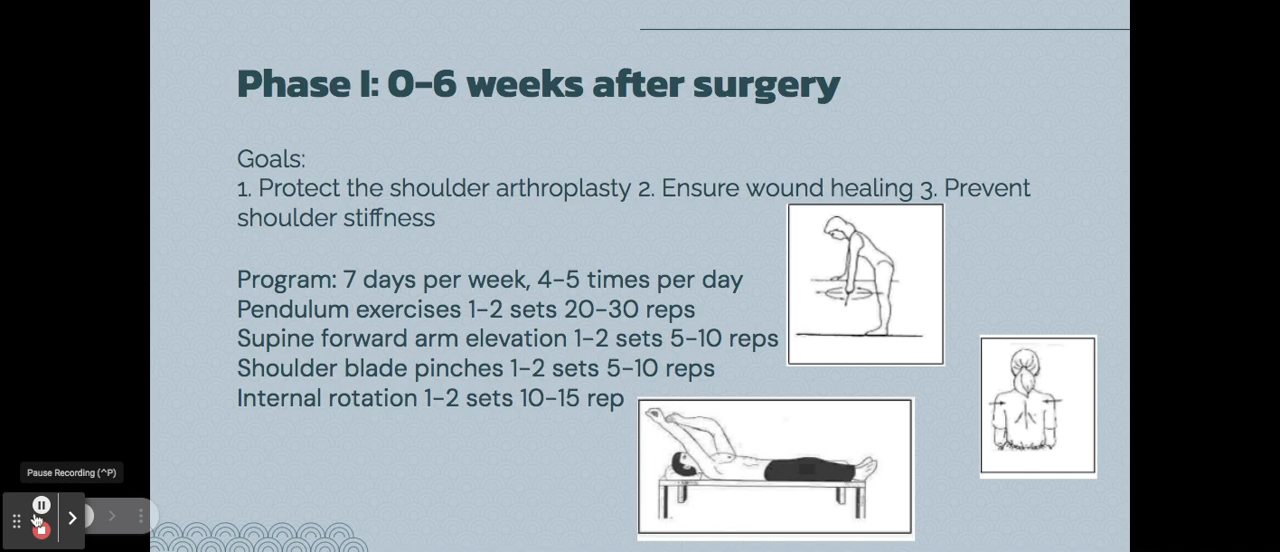 Phase I: 0-6 weeks after surgery
Goals:
1. Protect the shoulder arthroplasty 2. Ensure wound healing 3. Prevent
shoulder stiffness
Program: 7 days per week, 4-5 times per day
Pendulum exercises 1-2 sets 20-30 reps
Supine forward arm elevation 1-2 sets 5-10 reps
Shoulder blade pinches 1-2 sets 5-10 reps
Internal rotation 1-2 sets 10-15 rep
Pause Recording (^P)